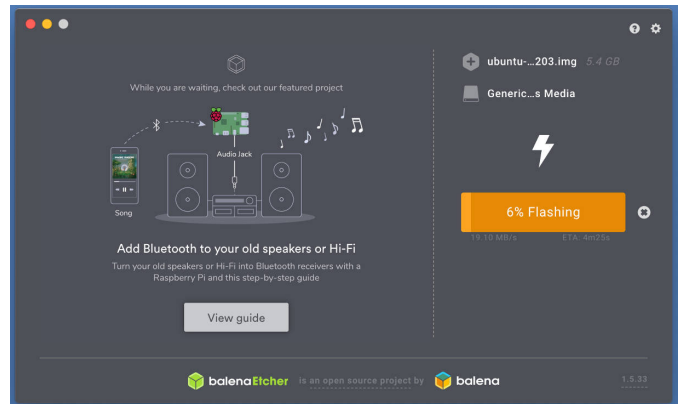 While you are waiting, check out our featured project
Audio Jack
Song
Add Bluetooth to your old speakers or Hi-Fi
Turn your old speakers or Hi-Fi into Bluetooth receivers with a
Raspberry Pi and this step-by-step guide
View guide
ubuntu-...203.img 5.4 GB
Generic...s Media
6% Flashing
19.10 MB/s ETA: 4m25s
balenaEtcher is an open source project by balena
1.5.33